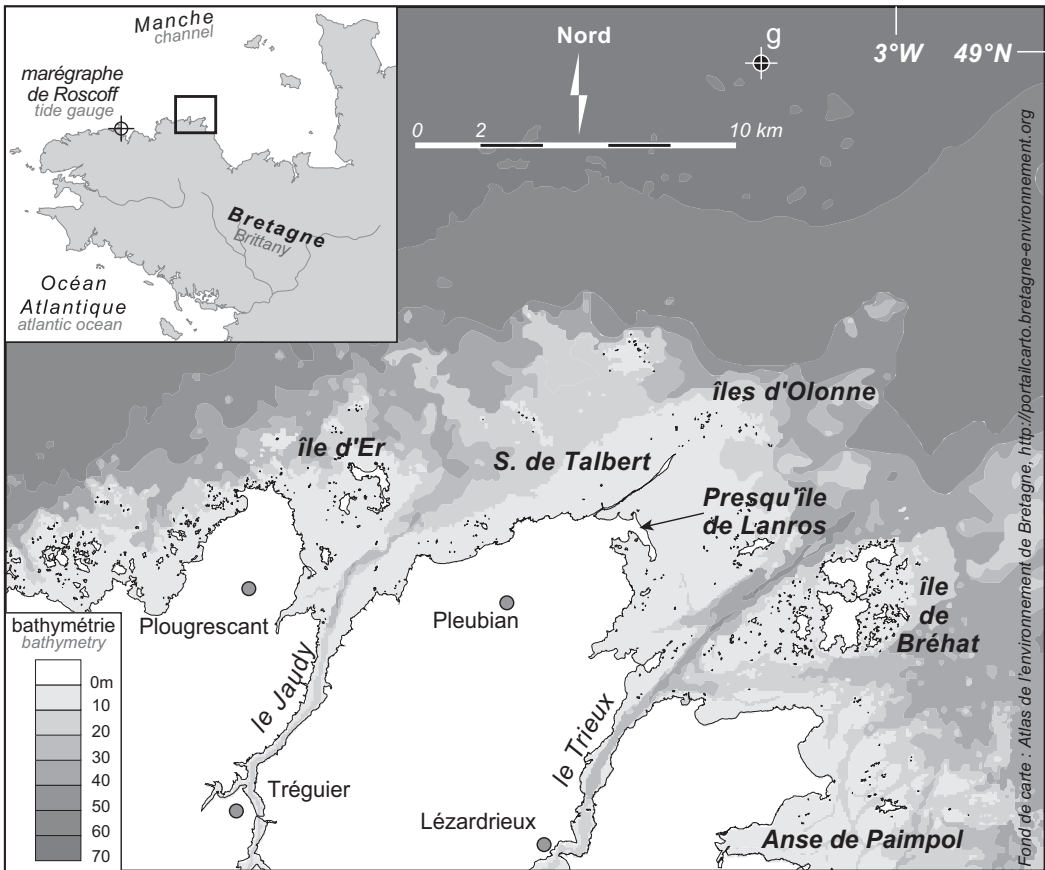 Manche
channel
marégraphe
de Roscoff
tide gauge
Bretagne
Brittany
Océan
Atlantique
atlantic ocean
Nord
g
3°W
49°N
0
2
10 km
îles d'Olonne
île d'Er
S. de Talbert
Presqu'île
de Lanros
île
de
Bréhat
Plougrescant
Pleubian
le Jaudy
le Trieux
Tréguier
Lézardrieux
Anse de Paimpol
bathymétrie
bathymetry
0m
10
20
30
40
50
60
70
Fond de carte : Atlas de l'environnement de Bretagne, http://portailcarto.bretagne-environnement.org